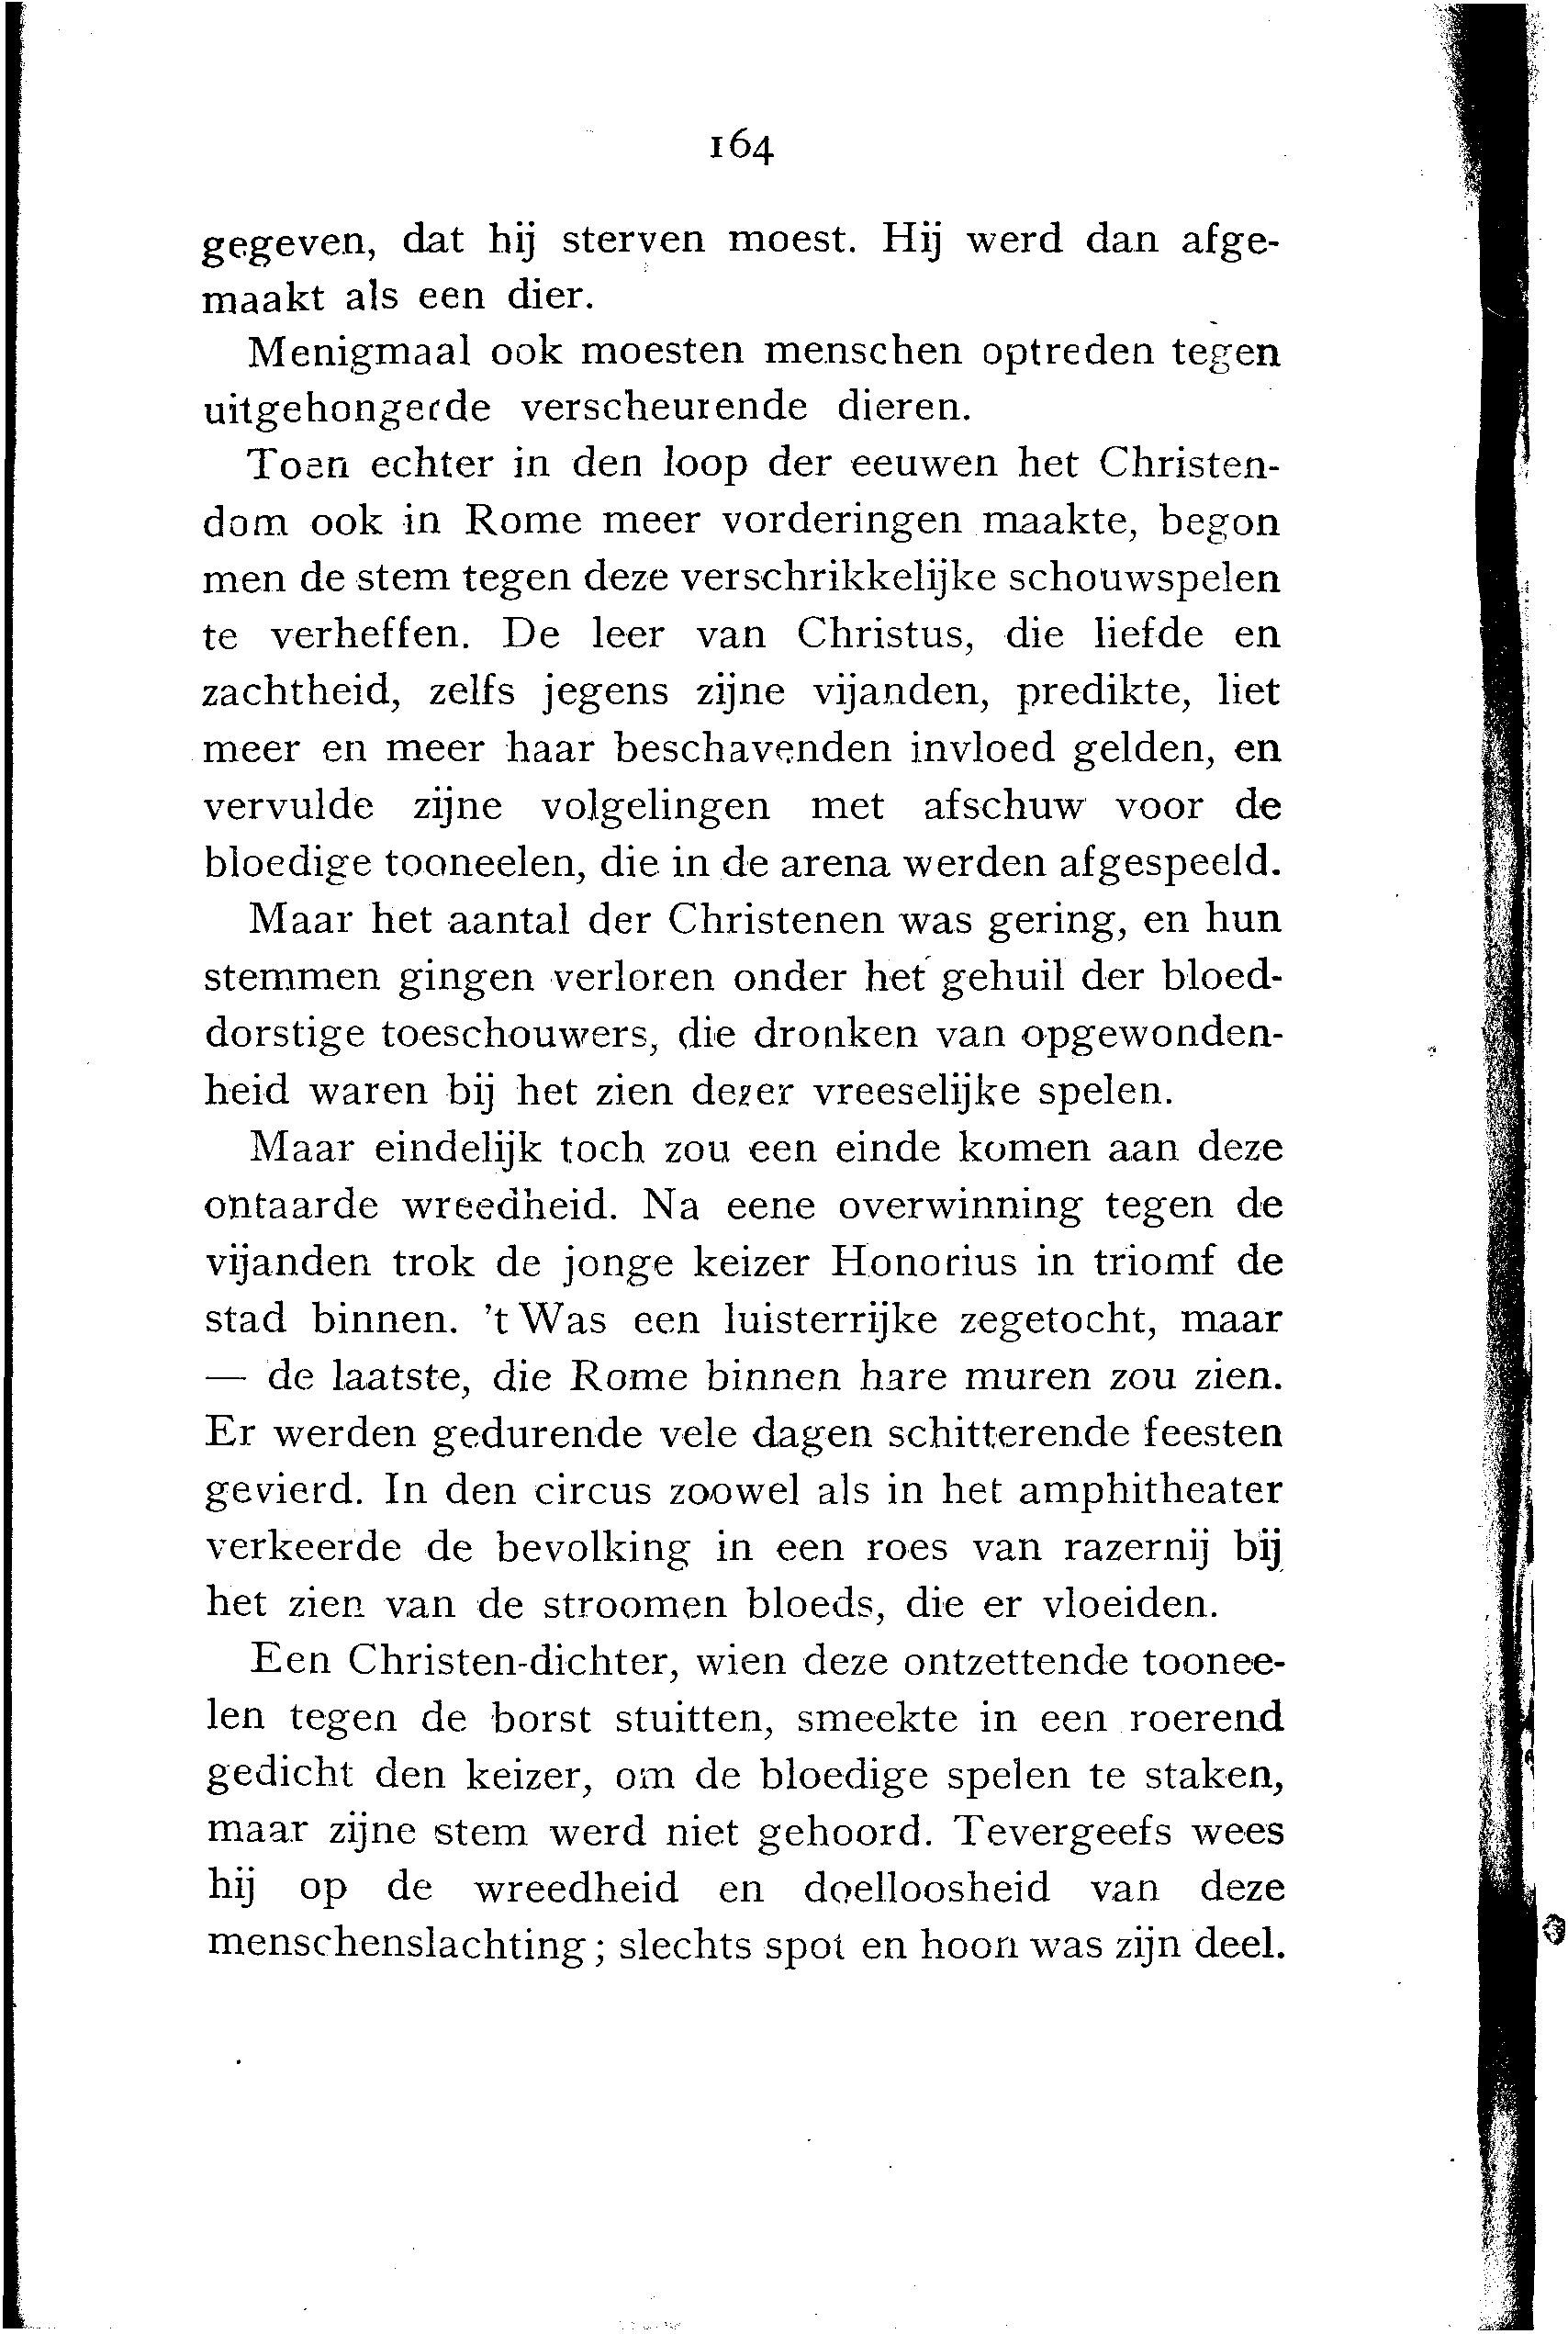 164
gegeven, dat hij sterven moest. Hij werd dan afge-
maakt als een dier.
Menigmaal ook moesten menschen optreden tegen
uitgehongerde verscheurende dieren.
Toen echter in den loop der eeuwen het Christen-
dom ook in Rome meer vorderingen maakte, begon
men de stem tegen deze verschrikkelijke schouwspelen
te verheffen. De leer van Christus, die liefde en
zachtheid, zelfs jegens zijne vijanden, predikte, liet
meer en meer haar beschavenden invloed gelden, en
vervulde zijne volgelingen met afschuw voor de
bloedige tooneelen, die in de arena werden afgespeeld.
Maar het aantal der Christenen was gering, en hun
stemmen gingen verloren onder het gehuil der bloed-
dorstige toeschouwers, die dronken van opgewonden-
heid waren bij het zien dezer vreeselijke spelen.
Maar eindelijk toch zou een einde komen aan deze
ontaarde wreedheid. Na eene overwinning tegen de
vijanden trok de jonge keizer Honorius in triomf de
stad binnen. 't Was een luisterrijke zegetocht, maar
— de laatste, die Rome binnen hare muren zou zien.
Er werden gedurende vele dagen schitterende feesten
gevierd. In den circus zoowel als in het amphitheater
verkeerde de bevolking in een roes van razernij bij
het zien van de stroomen bloeds, die er vloeiden.
Een Christen-dichter, wien deze ontzettende toonee-
len tegen de borst stuitten, smeekte in een roerend
gedicht den keizer, om de bloedige spelen te staken,
maar zijne stem werd niet gehoord. Tevergeefs wees
hij op de wreedheid en doelloosheid van deze
menschenslachting; slechts spot en hoon was zijn deel.